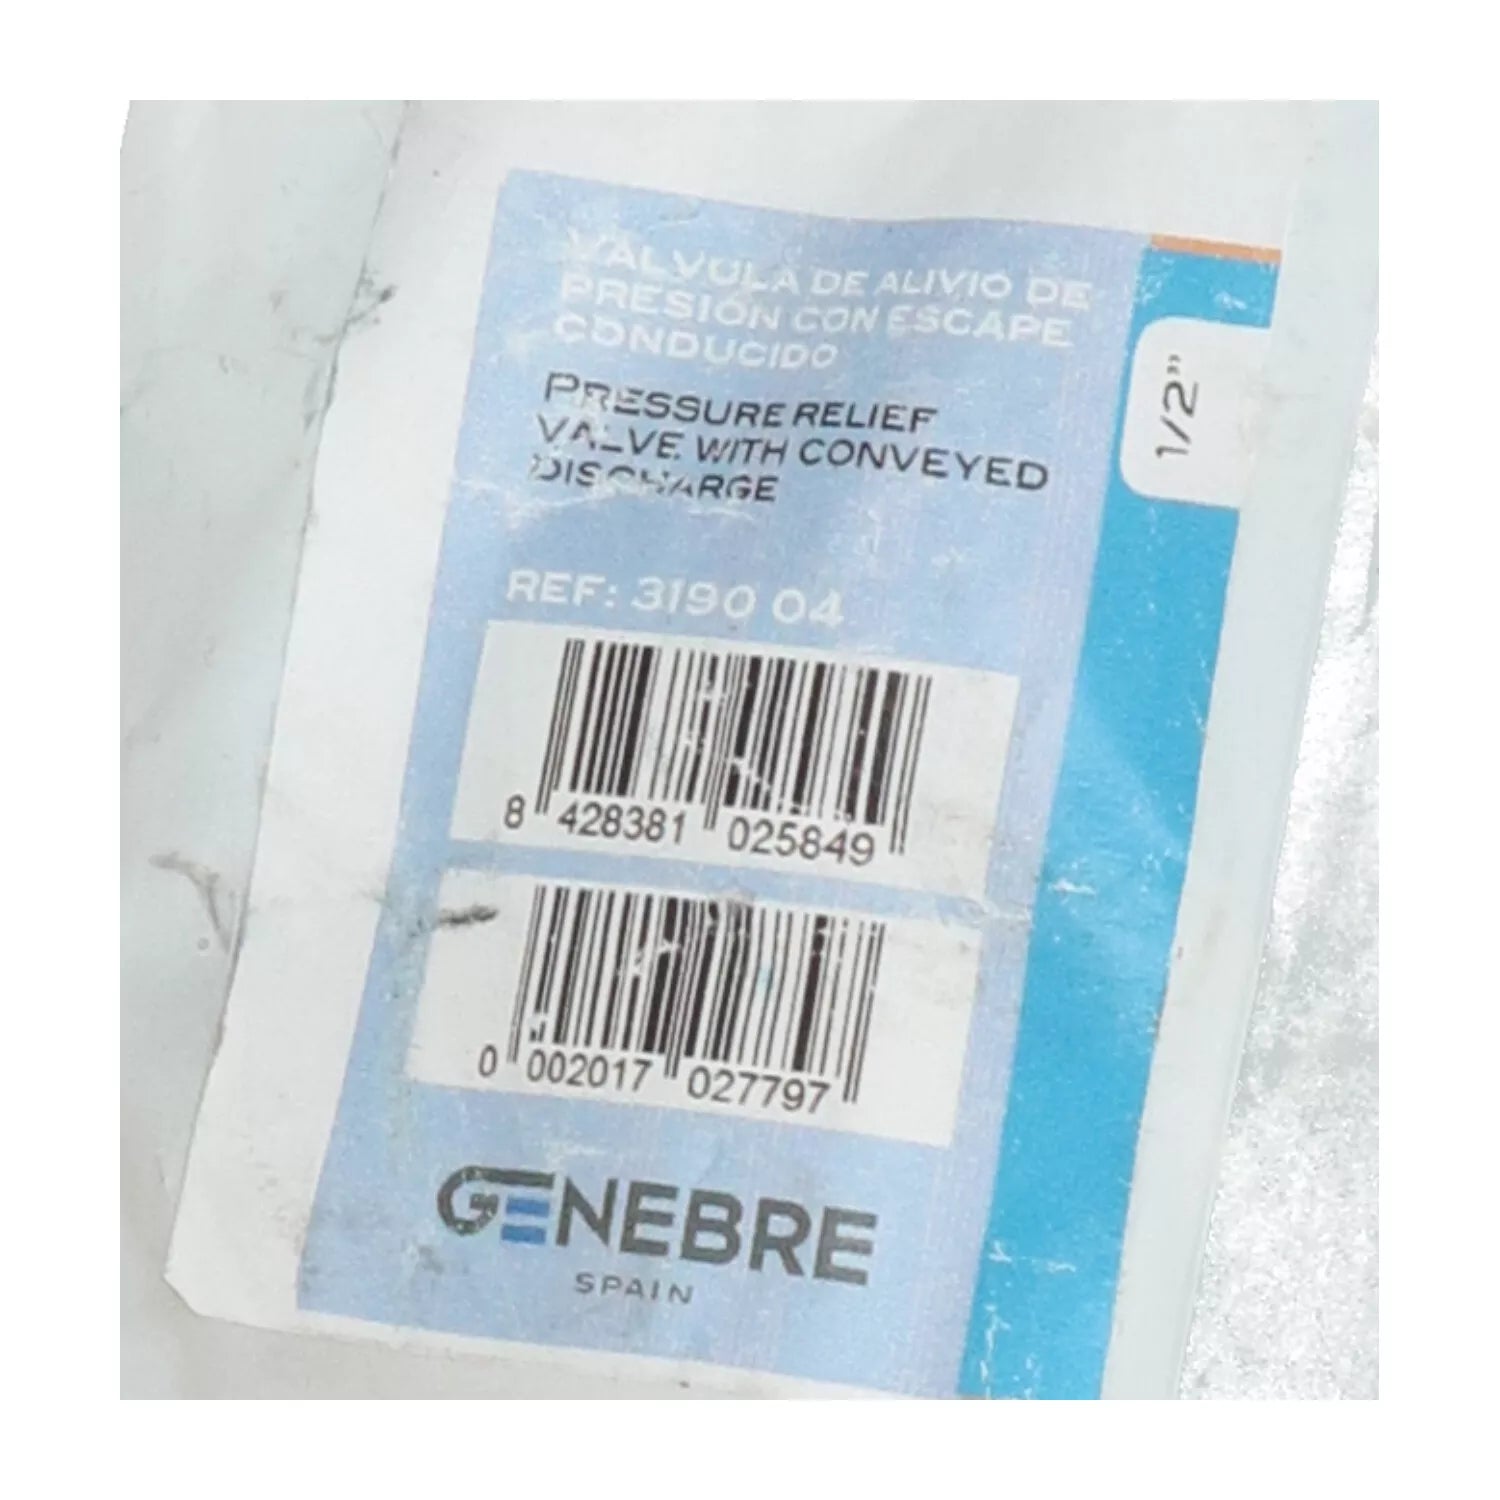 VÁLVULA DE ALIVIO DE
PRESIÓN CON ESCAPE
CONDUCIDO
PRESSURE RELIEF
VALVE WITH CONVEYED
DISCHARGE
1/2"
REF: 3190 04
8 428381 025849
0 002017 027797
GENEBRE
SPAIN